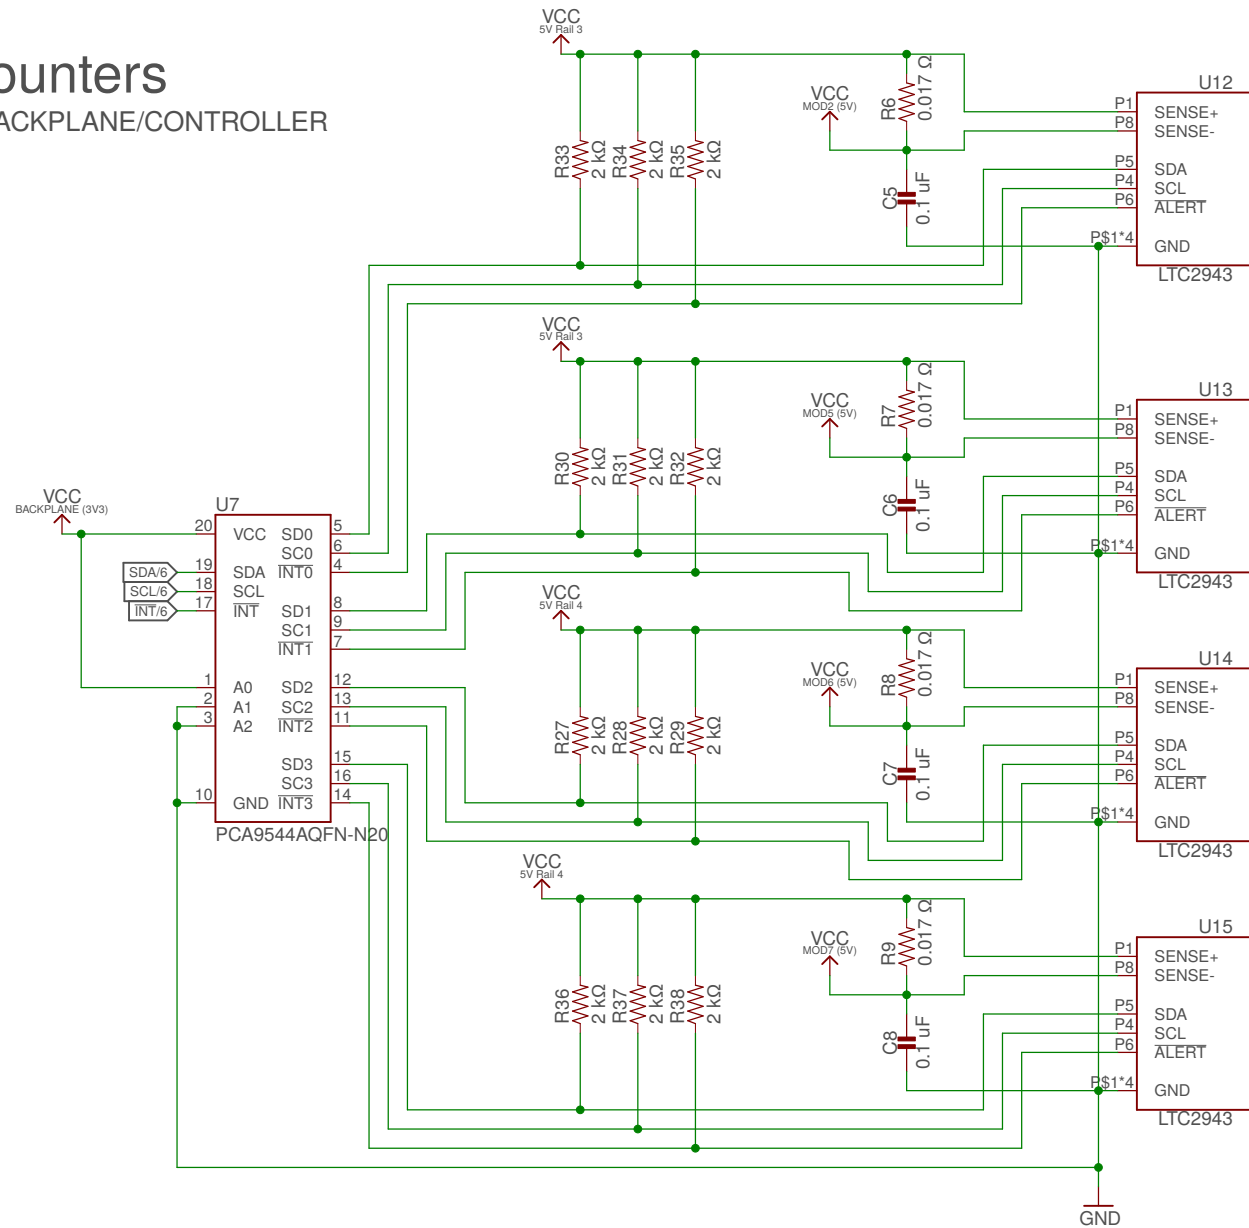 ounters
ACKPLANE/CONTROLLER
VCC
5V Rail 3
R33
2 kΩ
R34
2 kΩ
R35
2 kΩ
VCC
MOD2 (5V)
R6
0.017 Ω
C5
0.1 uF
U12
P1 SENSE+
P8 SENSE-
P5 SDA
P4 SCL
P6 ALERT
P$1*4 GND
LTC2943
VCC
5V Rail 3
R30
2 kΩ
R31
2 kΩ
R32
2 kΩ
VCC
MOD5 (5V)
R7
0.017 Ω
C6
0.1 uF
U13
P1 SENSE+
P8 SENSE-
P5 SDA
P4 SCL
P6 ALERT
P$1*4 GND
LTC2943
VCC
BACKPLANE (3V3)
SDA/6
SCL/6
INT/6
U7
20 VCC SD0 5
SC0 6
19 SDA INT0 4
18 SCL
17 INT SD1 8
SC1 9
INT1 7
1 A0 SD2 12
2 A1 SC2 13
3 A2 INT2 11
SD3 15
SC3 16
10 GND INT3 14
PCA9544AQFN-N20
VCC
5V Rail 4
R27
2 kΩ
R28
2 kΩ
R29
2 kΩ
VCC
MOD6 (5V)
R8
0.017 Ω
C7
0.1 uF
U14
P1 SENSE+
P8 SENSE-
P5 SDA
P4 SCL
P6 ALERT
P$1*4 GND
LTC2943
VCC
5V Rail 4
R36
2 kΩ
R37
2 kΩ
R38
2 kΩ
VCC
MOD7 (5V)
R9
0.017 Ω
C8
0.1 uF
U15
P1 SENSE+
P8 SENSE-
P5 SDA
P4 SCL
P6 ALERT
P$1*4 GND
LTC2943
GND